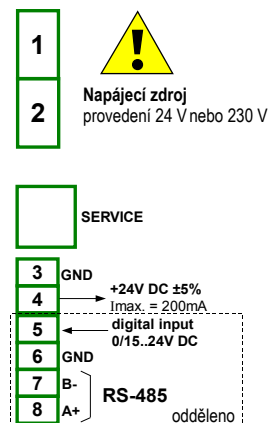 1
2
!
Napájecí zdroj
provedení 24 V nebo 230 V
SERVICE
3 GND
4 +24V DC ±5%
Imax. = 200mA
5 digital input
0/15..24V DC
6 GND
7 B-
8 A+
RS-485
odděleno